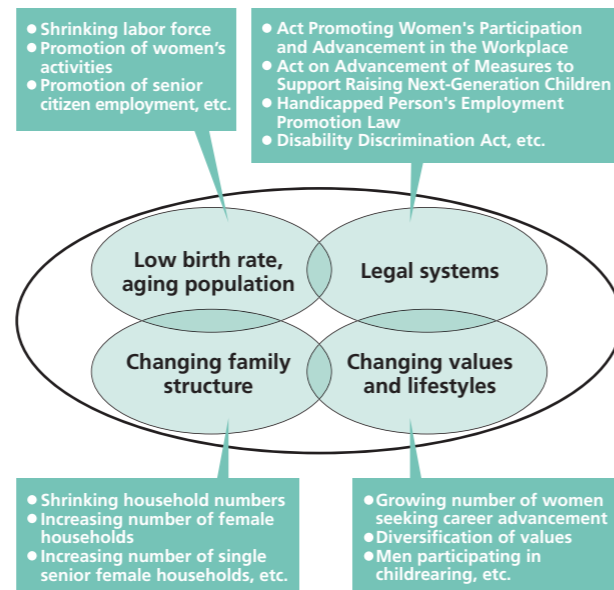 ● Shrinking labor force
● Promotion of women's
activities
● Promotion of senior
citizen employment, etc.
● Act Promoting Women's Participation
and Advancement in the Workplace
● Act on Advancement of Measures to
Support Raising Next-Generation Children
● Handicapped Person's Employment
Promotion Law
● Disability Discrimination Act, etc.
Low birth rate,
aging population
Legal systems
Changing family
structure
Changing values
and lifestyles
● Shrinking household numbers
● Increasing number of female
households
● Increasing number of single
senior female households, etc.
● Growing number of women
seeking career advancement
● Diversification of values
● Men participating in
childrearing, etc.